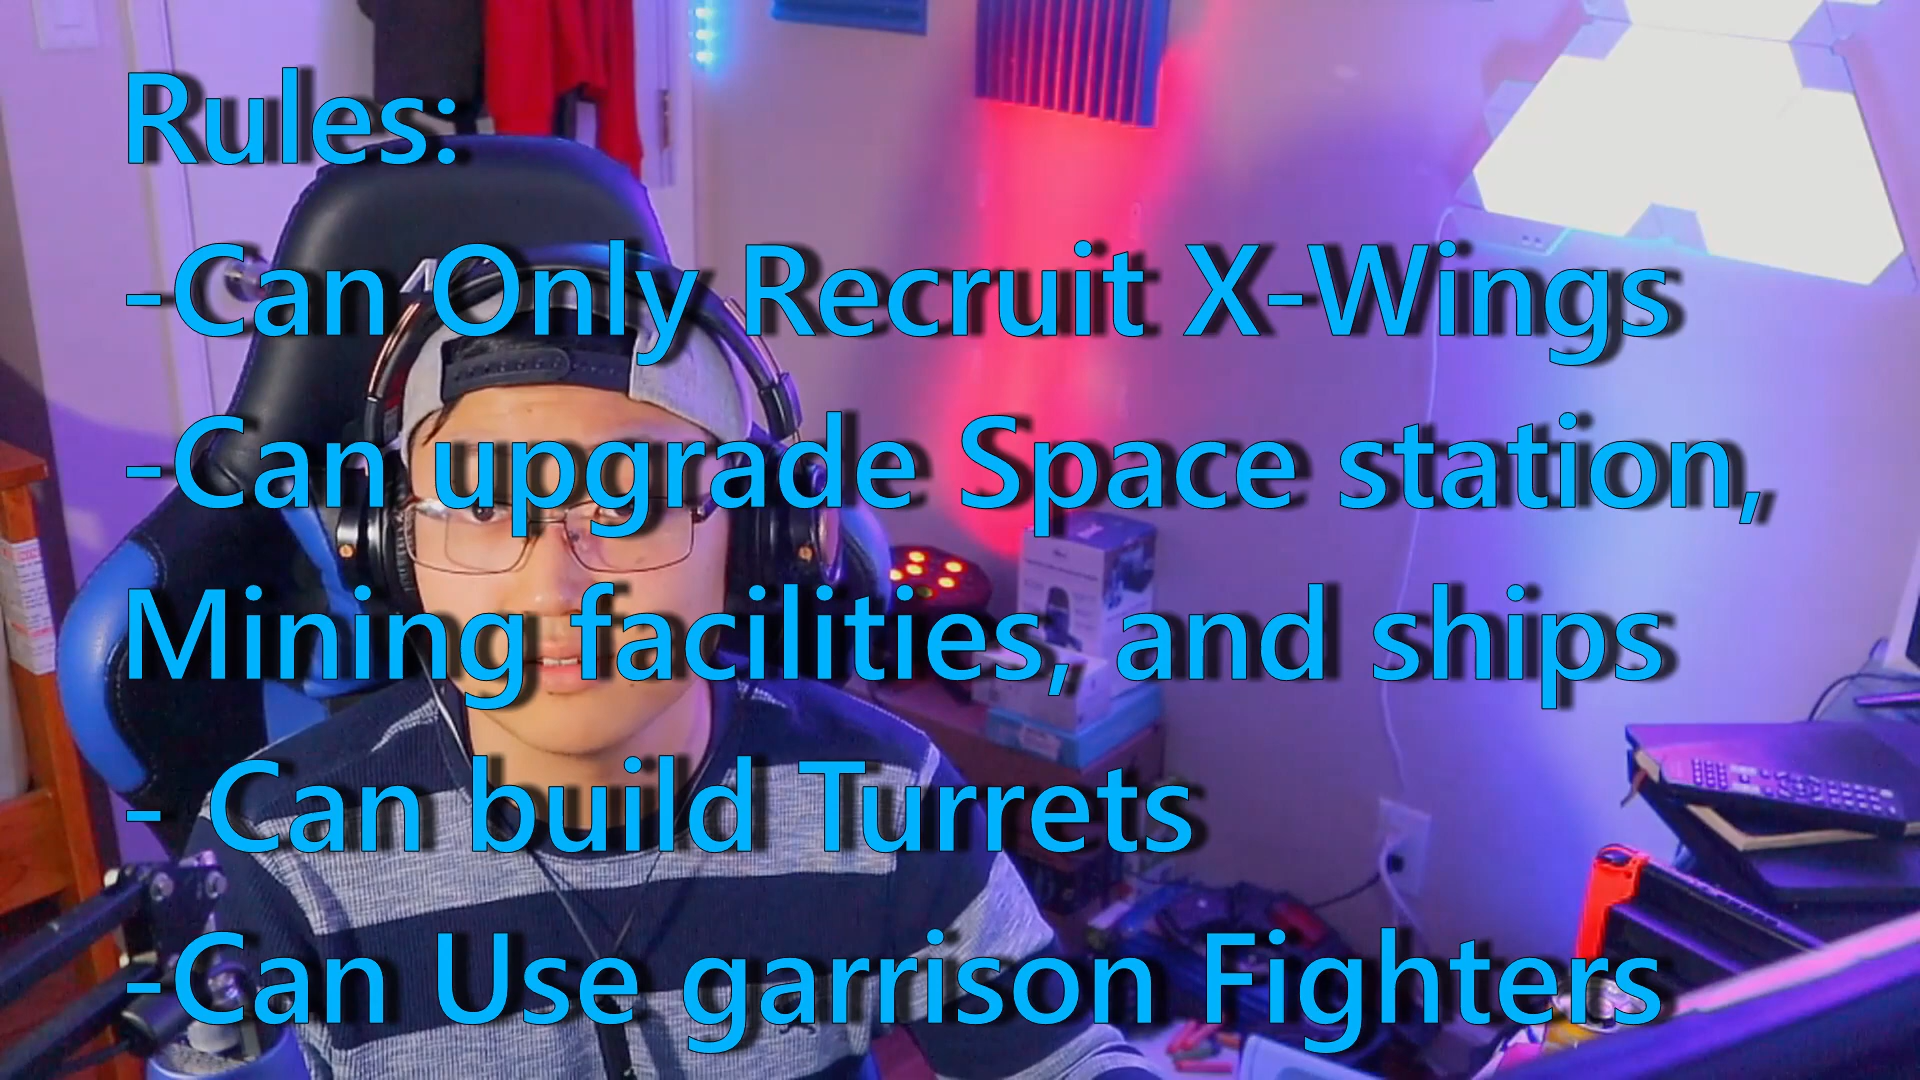 Rules:
-Can Only Recruit X-Wings
-Can upgrade Space station,
Mining facilities, and ships
- Can build Turrets
-Can Use garrison Fighters